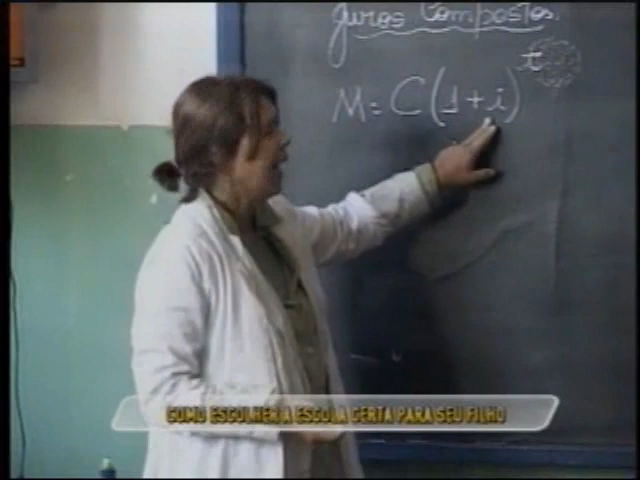 Juros Compostos.
M = C(1+i)^t
COMO ESCOLHER A ESCOLA CERTA PARA SEU FILHO